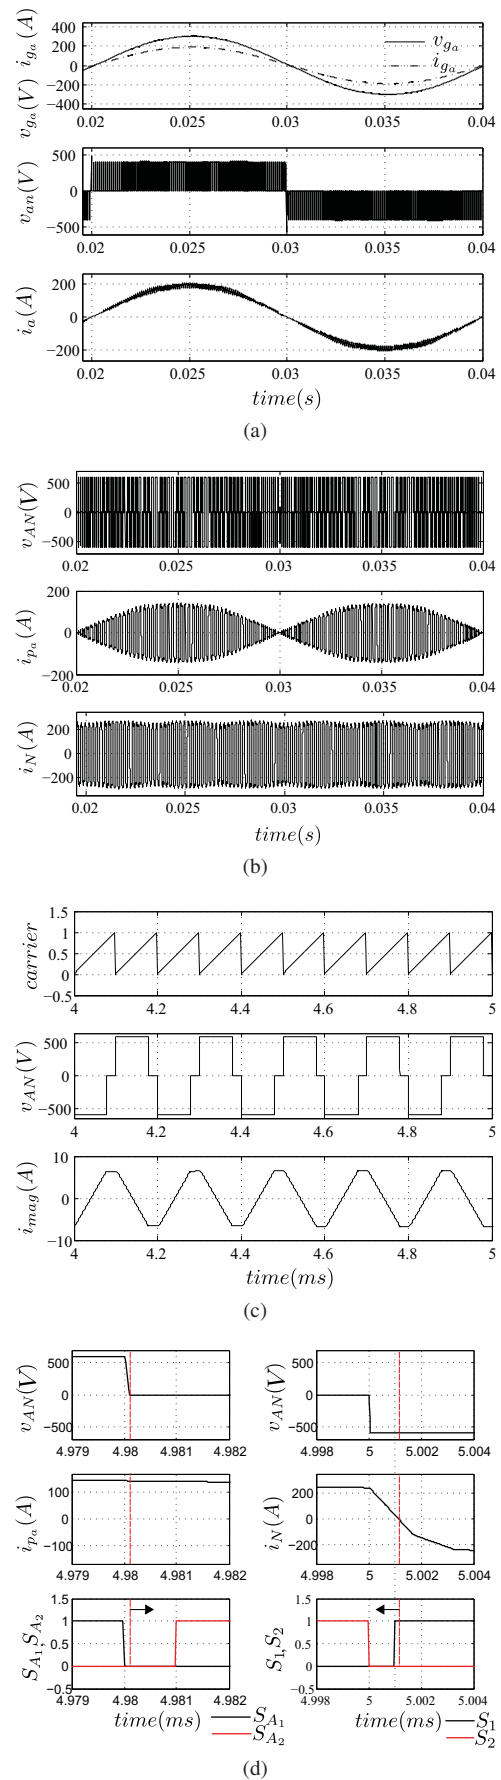 v_{g_a}(V) i_{g_a}(A)
400
200
0
−200
−400
v_{g_a}
i_{g_a}
0.02 0.025 0.03 0.035 0.04
v_{an}(V)
500
0
−500
0.02 0.025 0.03 0.035 0.04
i_a(A)
200
0
−200
0.02 0.025 0.03 0.035 0.04
time(s)
(a)
v_{AN}(V)
500
0
−500
0.02 0.025 0.03 0.035 0.04
i_{p_a}(A)
200
0
−200
0.02 0.025 0.03 0.035 0.04
i_N(A)
200
0
−200
0.02 0.025 0.03 0.035 0.04
time(s)
(b)
carrier
1.5
1
0.5
0
−0.5
4 4.2 4.4 4.6 4.8 5
v_{AN}(V)
500
0
−500
4 4.2 4.4 4.6 4.8 5
i_{mag}(A)
10
0
−10
4 4.2 4.4 4.6 4.8 5
time(ms)
(c)
v_{AN}(V)
500
0
−500
4.979 4.98 4.981 4.982
v_{AN}(V)
500
0
−500
4.998 5 5.002 5.004
i_{p_a}(A)
100
0
−100
4.979 4.98 4.981 4.982
i_N(A)
200
0
−200
4.998 5 5.002 5.004
S_{A_1},S_{A_2}
1.5
1
0.5
0
−0.5
4.979 4.98 4.981 4.982
time(ms)
S_{A_1}
S_{A_2}
S_1,S_2
1.5
1
0.5
0
−0.5
4.998 5 5.002 5.004
time(ms)
S_1
S_2
(d)